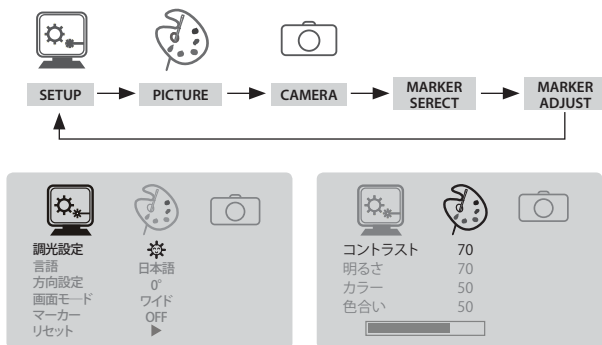 SETUP
PICTURE
CAMERA
MARKER
SERECT
MARKER
ADJUST
調光設定
言語 日本語
方向設定 0°
画面モード ワイド
マーカー OFF
リセット ▶
コントラスト 70
明るさ 70
カラー 50
色合い 50